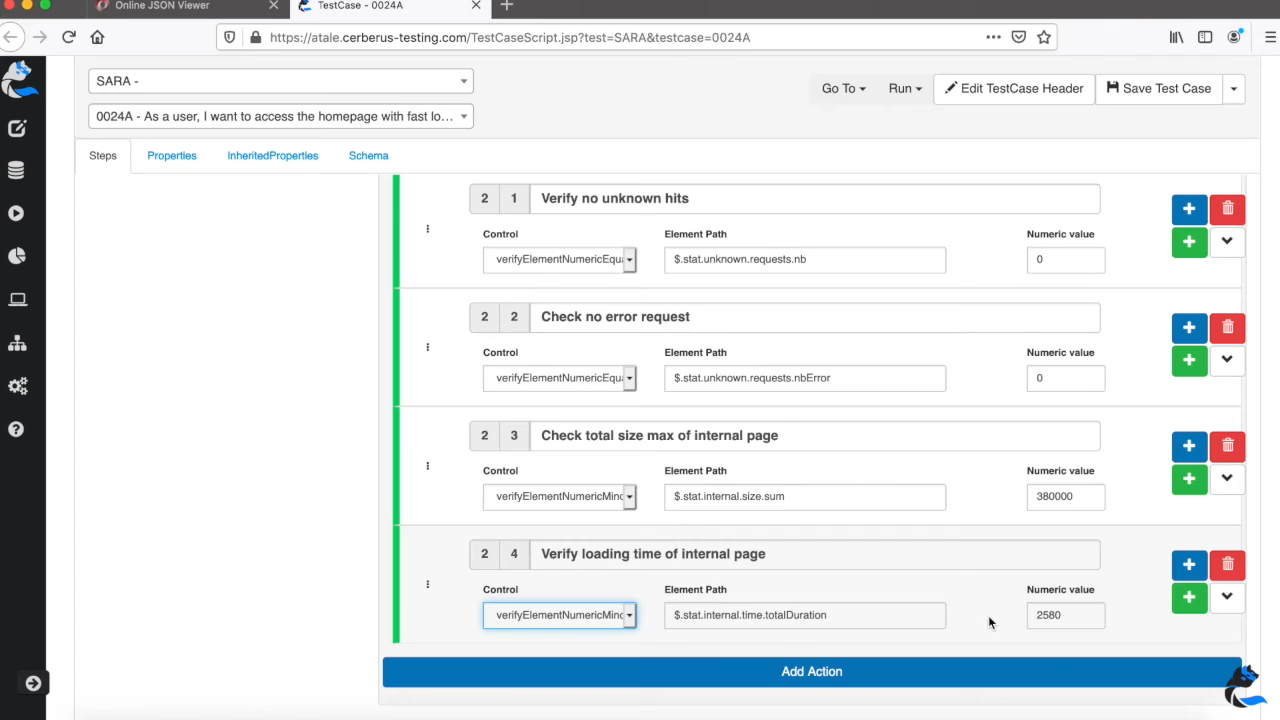 Online JSON Viewer
TestCase - 0024A
https://atale.cerberus-testing.com/TestCaseScript.jsp?test=SARA&testcase=0024A
SARA -
Go To
Run
Edit TestCase Header
Save Test Case
0024A - As a user, I want to access the homepage with fast lo...
Steps
Properties
InheritedProperties
Schema
2 1 Verify no unknown hits
Control Element Path Numeric value
verifyElementNumericEqua $.stat.unknown.requests.nb 0
2 2 Check no error request
Control Element Path Numeric value
verifyElementNumericEqua $.stat.unknown.requests.nbError 0
2 3 Check total size max of internal page
Control Element Path Numeric value
verifyElementNumericMino $.stat.internal.size.sum 380000
2 4 Verify loading time of internal page
Control Element Path Numeric value
verifyElementNumericMino $.stat.internal.time.totalDuration 2580
Add Action